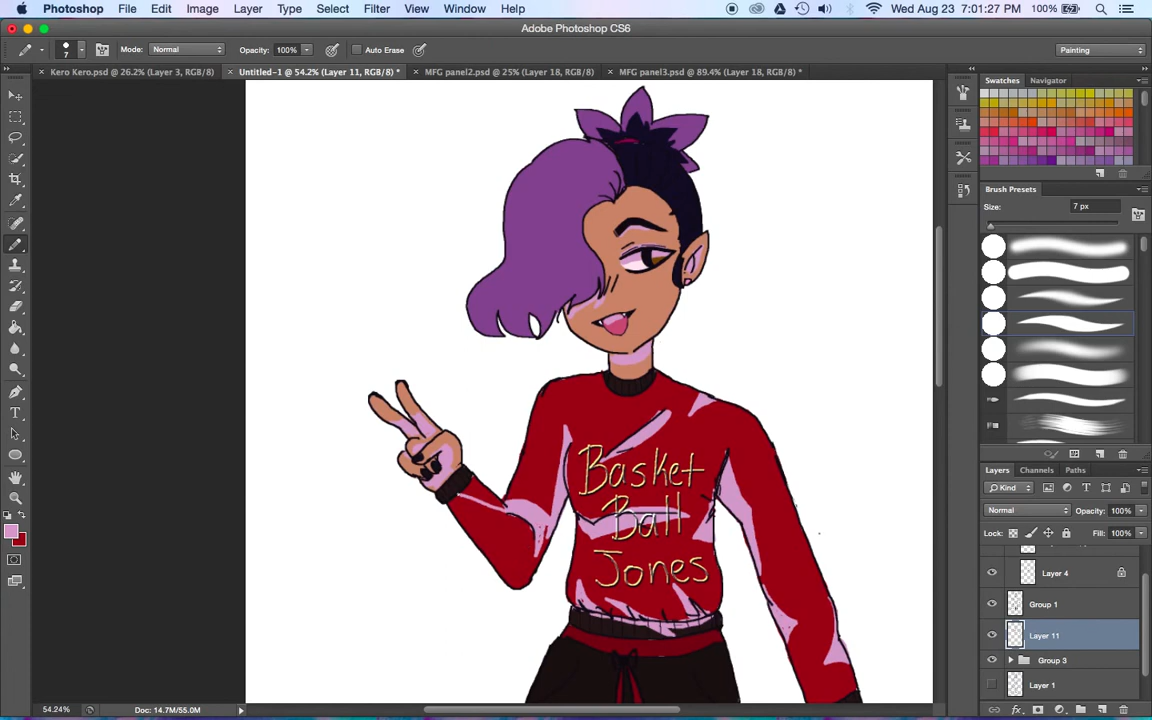 Photoshop File Edit Image Layer Type Select Filter View Window Help Wed Aug 23 7:01:27 PM 100%
Adobe Photoshop CS6
7 Mode: Normal Opacity: 100% Auto Erase Painting
Kero Kero.psd @ 26.2% (Layer 3, RGB/8) Untitled-1 @ 54.2% (Layer 11, RGB/8) * MFG panel2.psd @ 25% (Layer 18, RGB/8) MFG panel3.psd @ 89.4% (Layer 18, RGB/8) *
Swatches Navigator
Brush Presets
Size: 7 px
Basket
Ball
Jones
Layers Channels Paths
Kind
Normal Opacity: 100%
Lock: Fill: 100%
Layer 4
Group 1
Layer 11
Group 3
Layer 1
54.24% Doc: 14.7M/55.0M